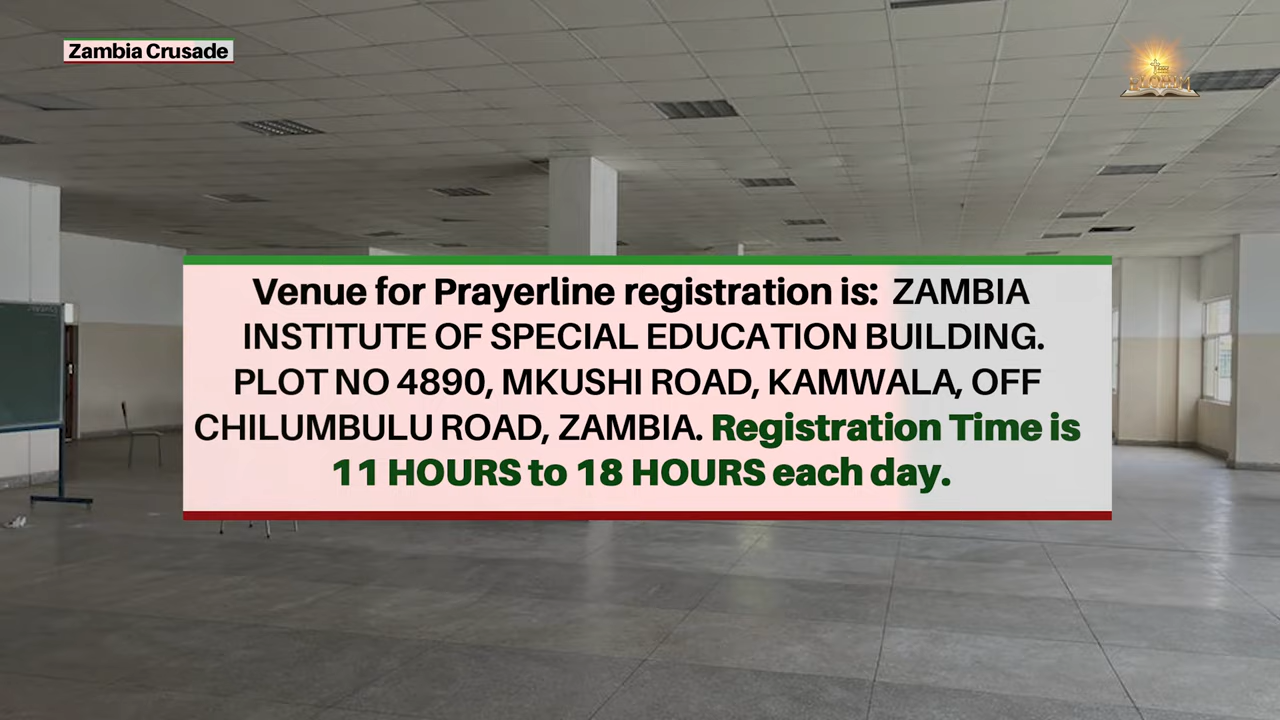 Zambia Crusade
Venue for Prayerline registration is: ZAMBIA
INSTITUTE OF SPECIAL EDUCATION BUILDING.
PLOT NO 4890, MKUSHI ROAD, KAMWALA, OFF
CHILUMBULU ROAD, ZAMBIA. Registration Time is
11 HOURS to 18 HOURS each day.